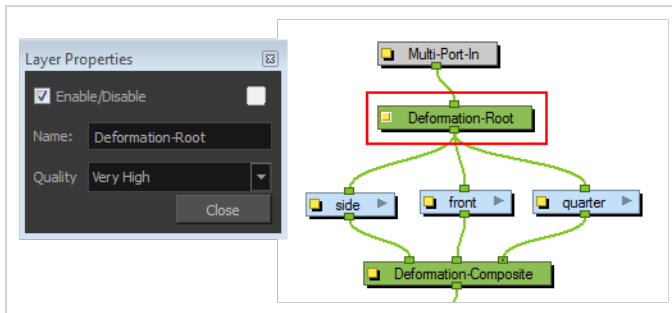 Layer Properties
Enable/Disable
Name: Deformation-Root
Quality Very High
Close
Multi-Port-In
Deformation-Root
side front quarter
Deformation-Composite